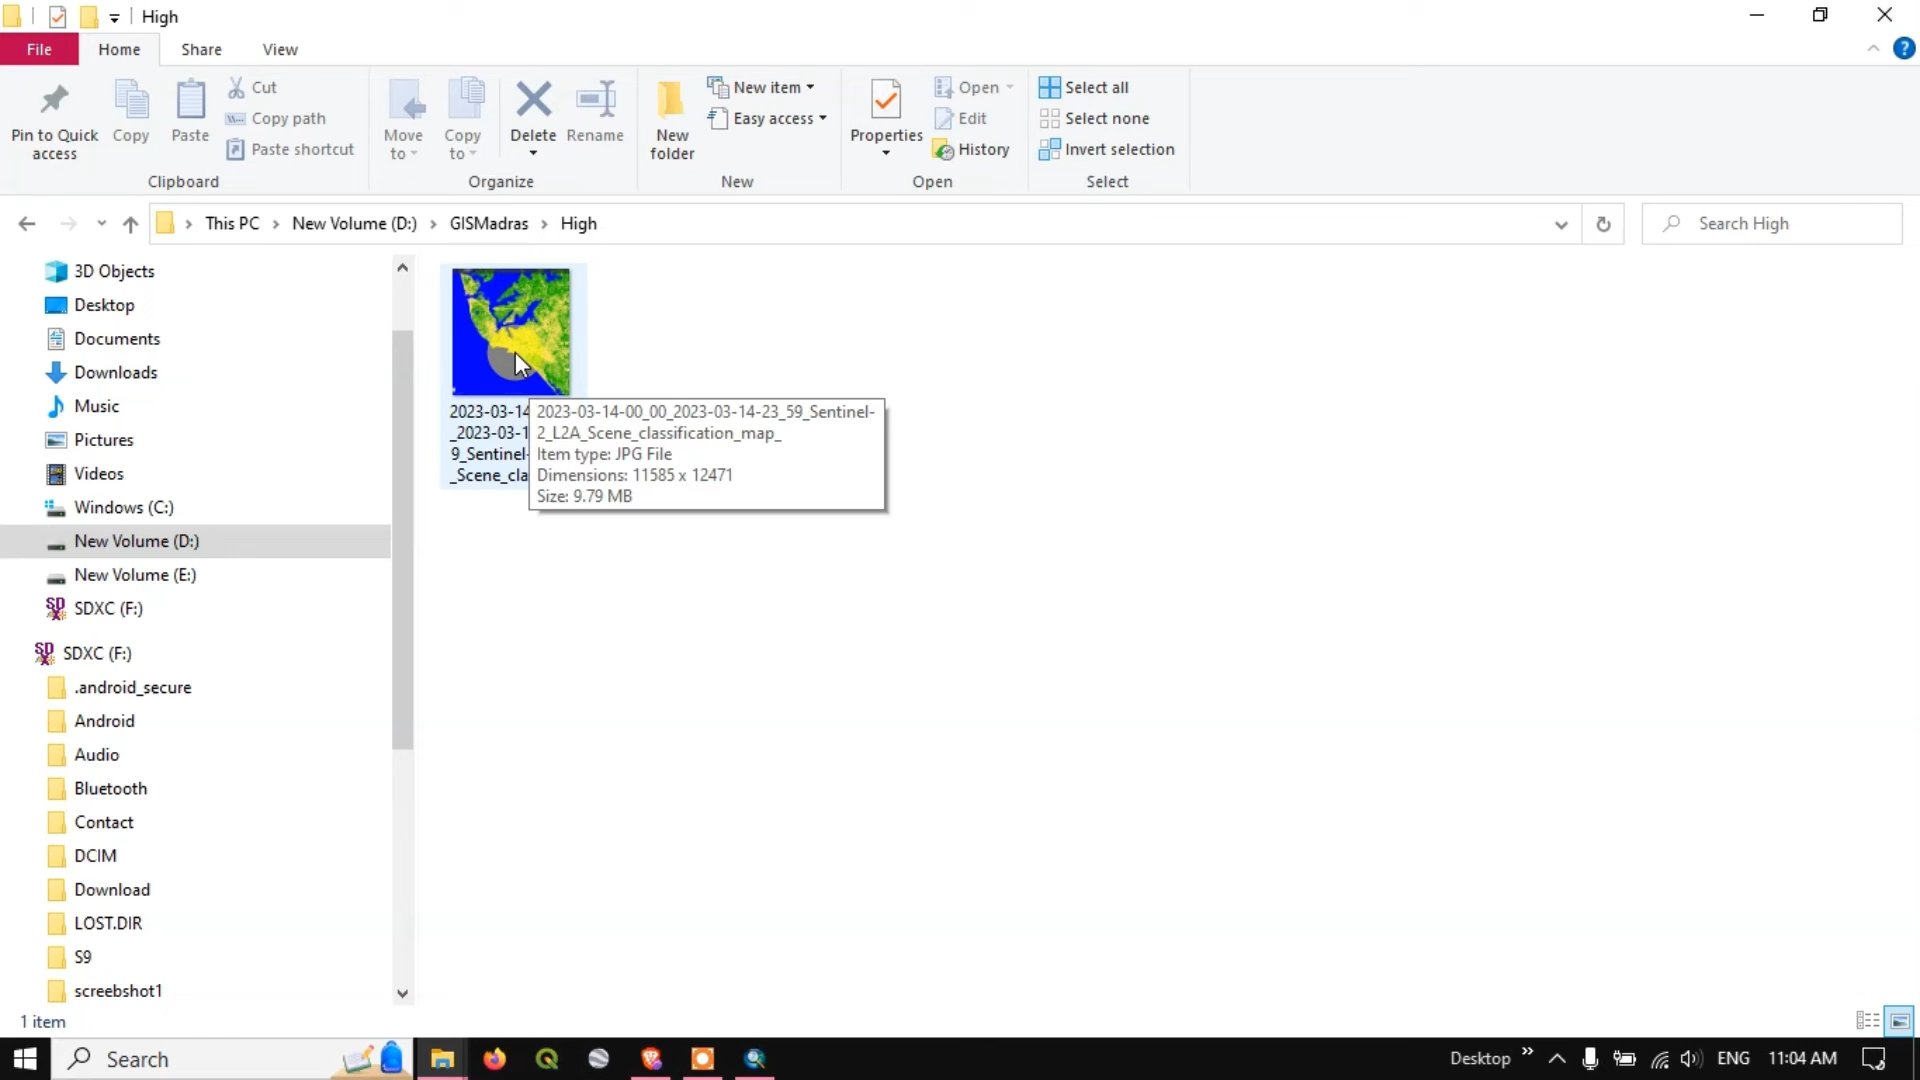 High
File
Home
Share
View
Pin to Quick
access
Copy
Paste
Cut
Copy path
Paste shortcut
Clipboard
Move
to
Copy
to
Delete
Rename
Organize
New
folder
New item
Easy access
New
Properties
Open
Edit
History
Open
Select all
Select none
Invert selection
Select
This PC
New Volume (D:)
GISMadras
High
Search High
3D Objects
Desktop
Documents
Downloads
Music
Pictures
Videos
Windows (C:)
New Volume (D:)
New Volume (E:)
SDXC (F:)
SDXC (F:)
.android_secure
Android
Audio
Bluetooth
Contact
DCIM
Download
LOST.DIR
S9
screebshot1
2023-03-14
_2023-03-1
9_Sentinel-
_Scene_cla
2023-03-14-00_00_2023-03-14-23_59_Sentinel-
2_L2A_Scene_classification_map_
Item type: JPG File
Dimensions: 11585 x 12471
Size: 9.79 MB
1 item
Search
Desktop
ENG
11:04 AM